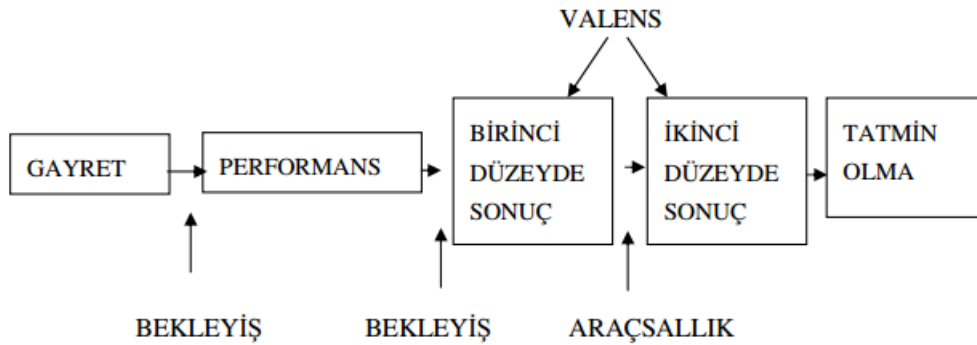 VALENS
GAYRET
PERFORMANS
BİRİNCİ
DÜZEYDE
SONUÇ
İKİNCİ
DÜZEYDE
SONUÇ
TATMİN
OLMA
BEKLEYİŞ
BEKLEYİŞ
ARAÇSALLIK